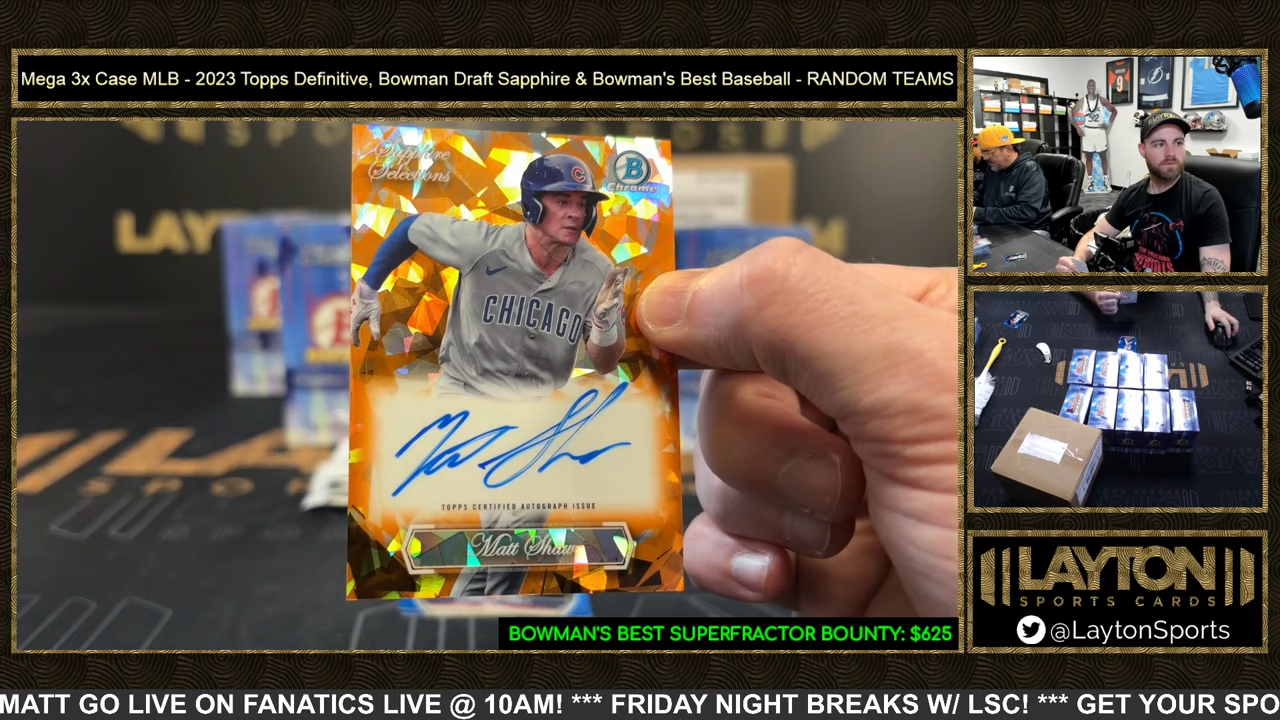 Mega 3x Case MLB - 2023 Topps Definitive, Bowman Draft Sapphire & Bowman's Best Baseball - RANDOM TEAMS
Sapphire
Selections
B
Chrome
C
CHICAGO
TOPPS CERTIFIED AUTOGRAPH ISSUE
Matt Shaw
BOWMAN'S BEST SUPERFRACTOR BOUNTY: $625
LAYTON
SPORTS CARDS
@LaytonSports
MATT GO LIVE ON FANATICS LIVE @ 10AM! *** FRIDAY NIGHT BREAKS W/ LSC! *** GET YOUR SPO